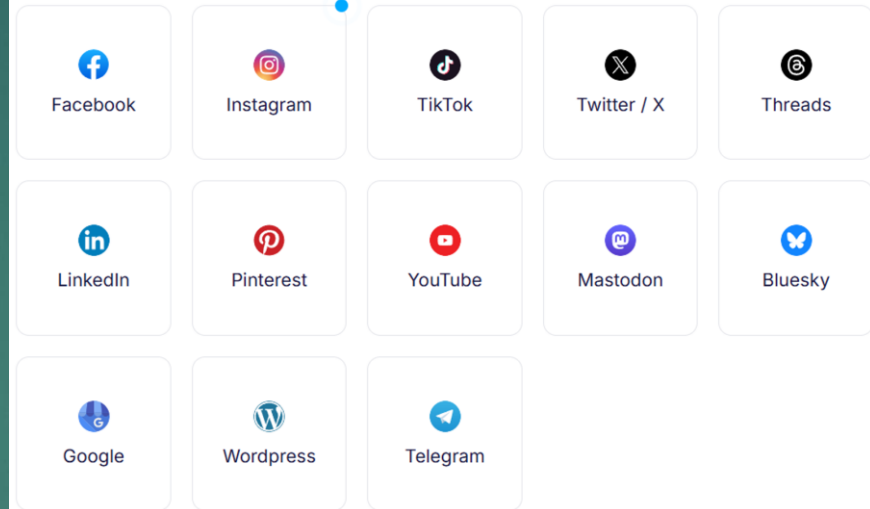 Facebook
Instagram
TikTok
Twitter / X
Threads
LinkedIn
Pinterest
YouTube
Mastodon
Bluesky
Google
Wordpress
Telegram